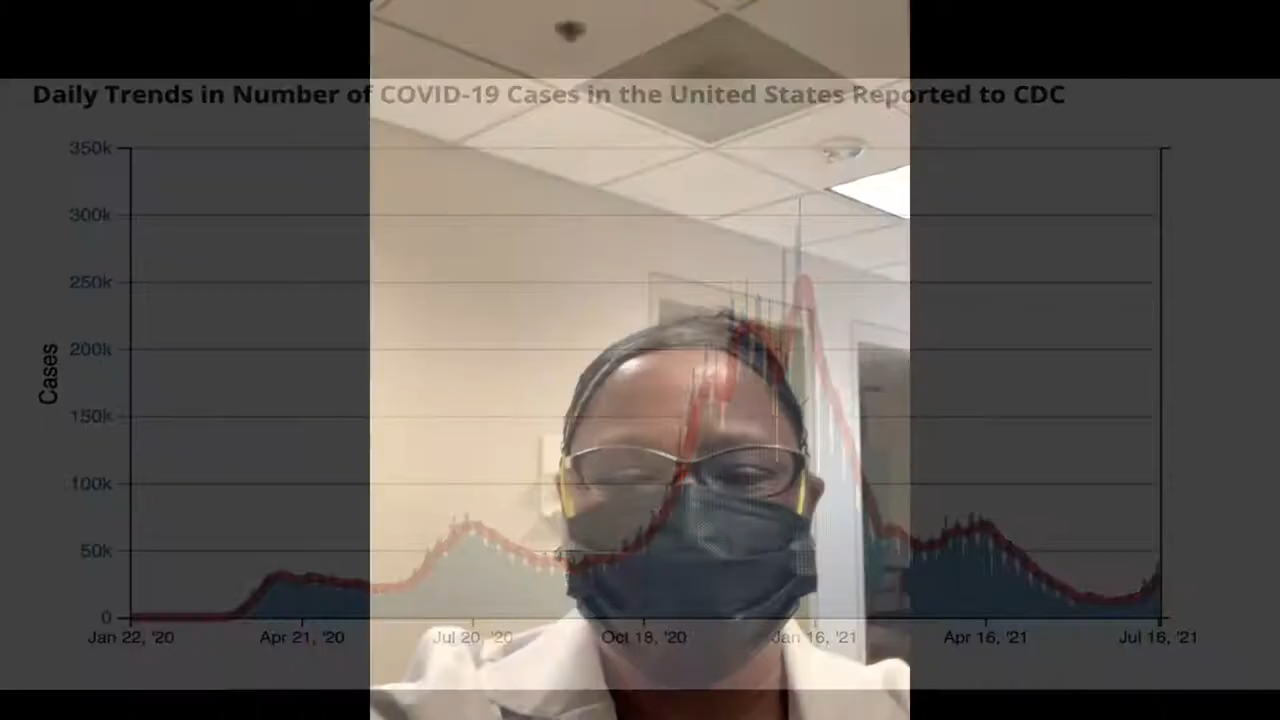 Daily Trends in Number of COVID-19 Cases in the United States Reported to CDC
350k
300k
250k
200k
150k
100k
50k
0
Cases
Jan 22, '20 Apr 21, '20 Jul 20, '20 Oct 18, '20 Jan 16, '21 Apr 16, '21 Jul 16, '21